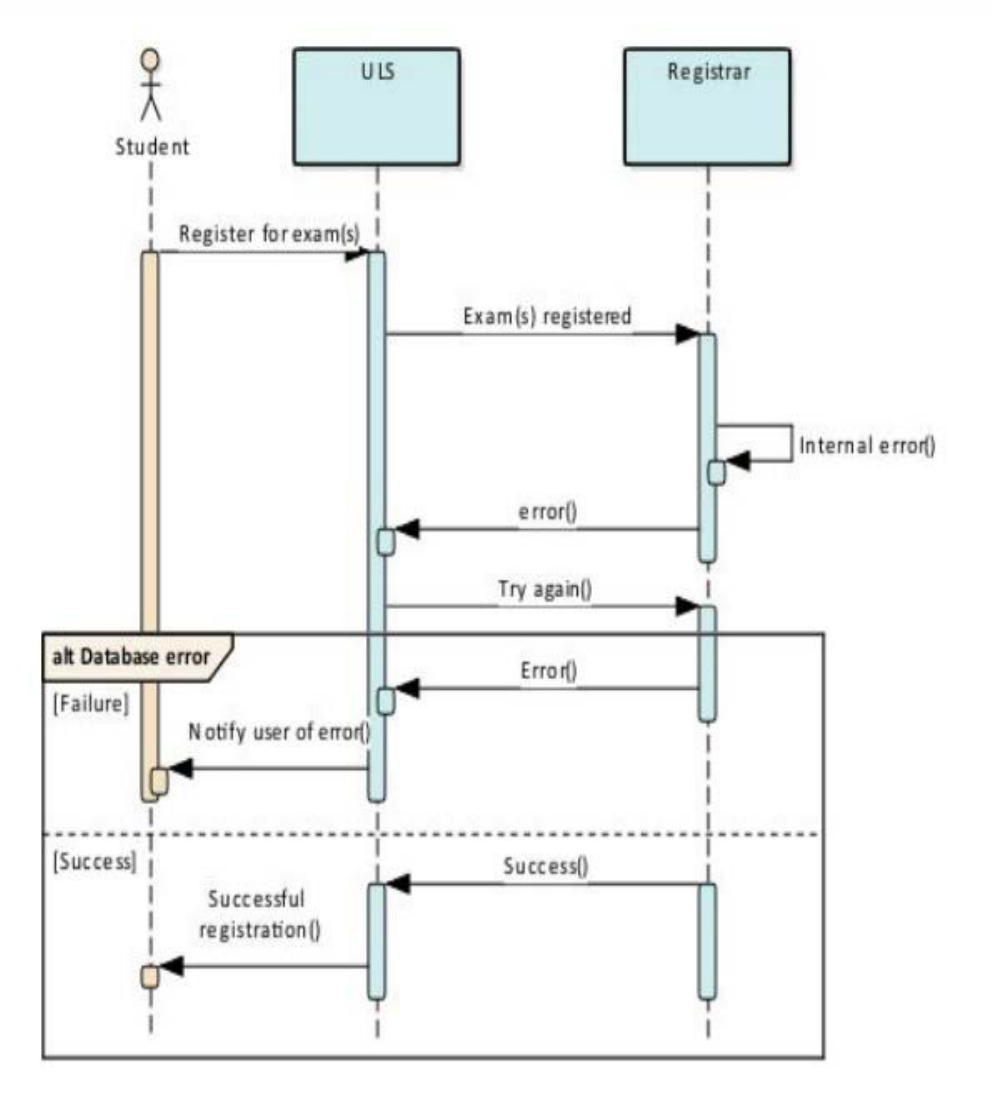 ULS
Registrar
Student
Register for exam(s)
Exam(s) registered
Internal error()
error()
Try again()
alt Database error
Error()
[Failure]
Notify user of error()
[Success]
Success()
Successful
registration()